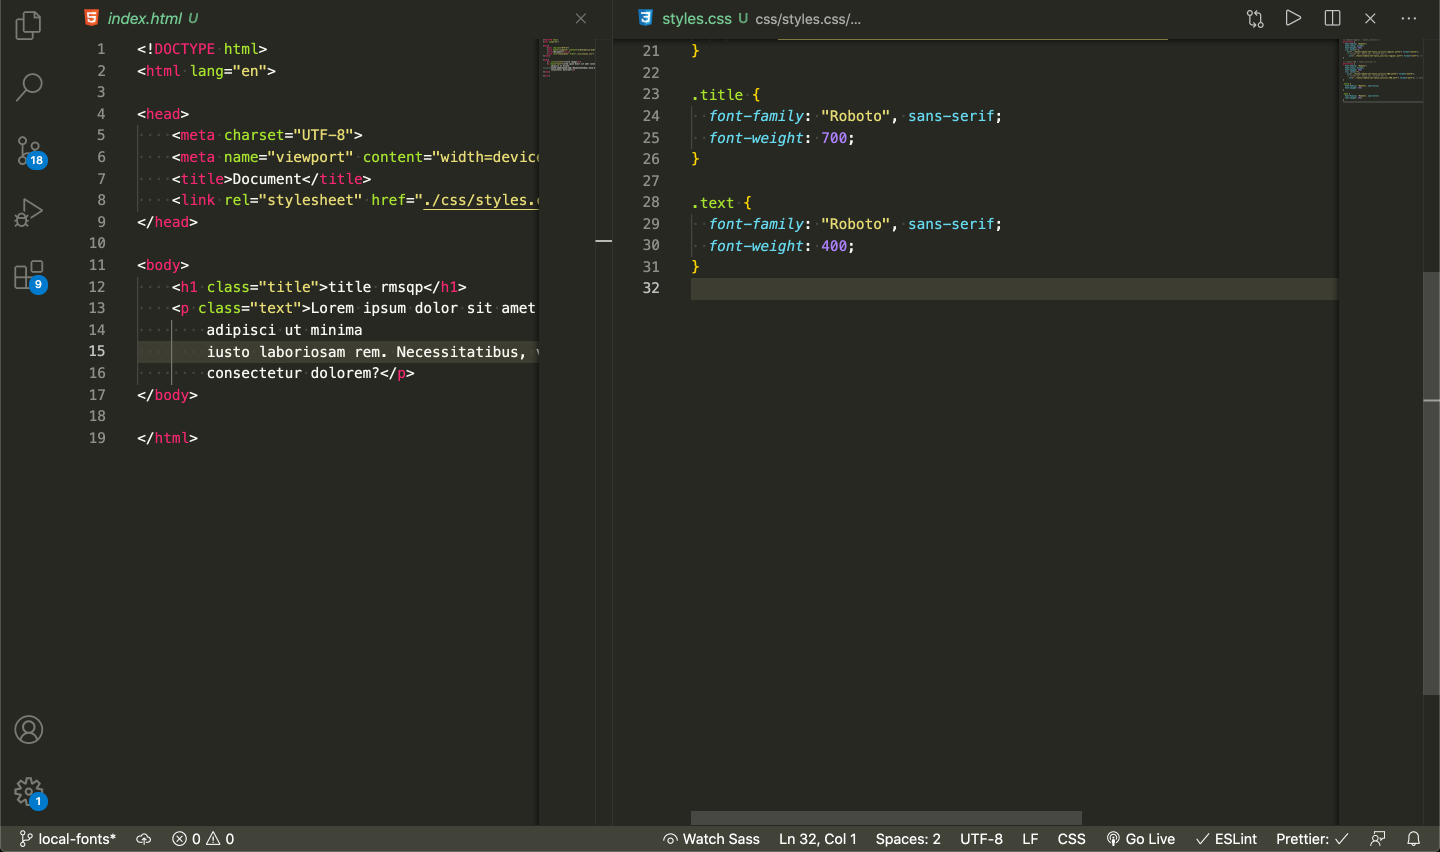 index.html U
1 <!DOCTYPE html>
2 <html lang="en">
3
4 <head>
5 <meta charset="UTF-8">
6 <meta name="viewport" content="width=devic
7 <title>Document</title>
8 <link rel="stylesheet" href="./css/styles.
9 </head>
10
11 <body>
12 <h1 class="title">title rmsqp</h1>
13 <p class="text">Lorem ipsum dolor sit amet
14 adipisci ut minima
15 iusto laboriosam rem. Necessitatibus,
16 consectetur dolorem?</p>
17 </body>
18
19 </html>
styles.css U css/styles.css/...
21 }
22
23 .title {
24 font-family: "Roboto", sans-serif;
25 font-weight: 700;
26 }
27
28 .text {
29 font-family: "Roboto", sans-serif;
30 font-weight: 400;
31 }
32
18
9
1
local-fonts* 0 0 Watch Sass Ln 32, Col 1 Spaces: 2 UTF-8 LF CSS Go Live ESLint Prettier: